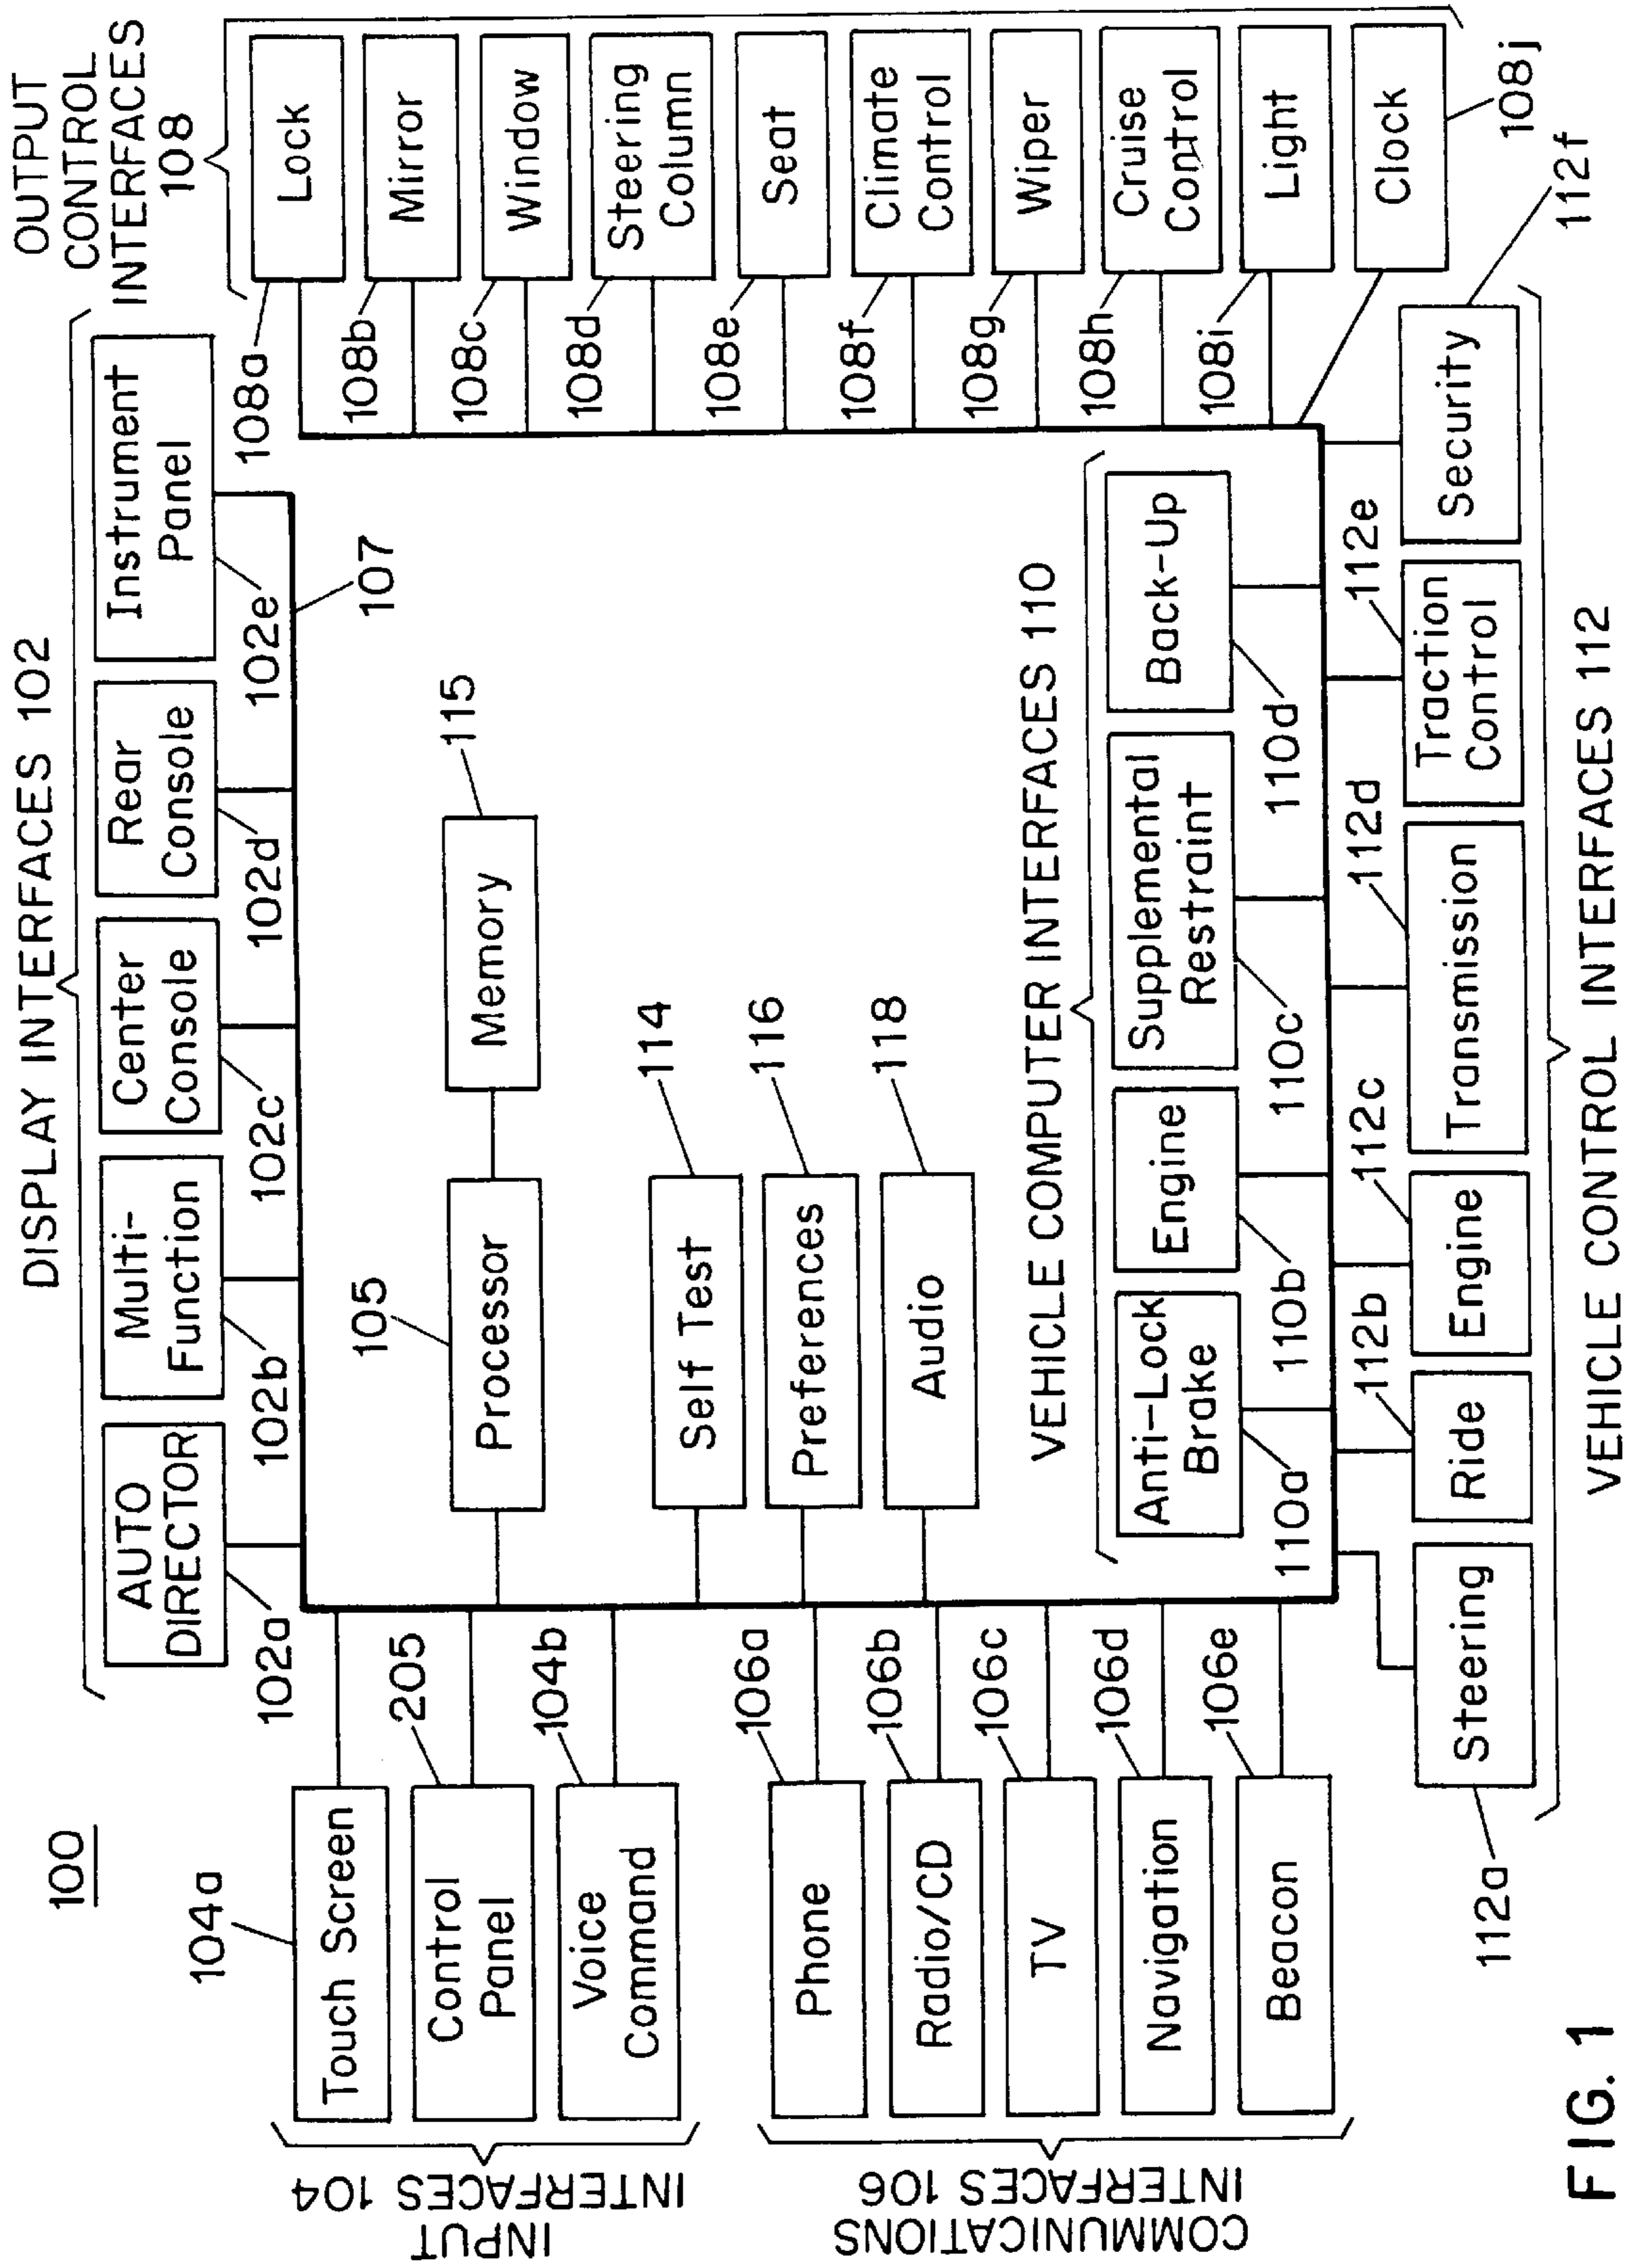 100
DISPLAY INTERFACES 102
AUTO
DIRECTOR
102a
Multi-
Function
102b
Center
Console
102c
Rear
Console
102d
Instrument
Panel
102e
107
OUTPUT
CONTROL
INTERFACES
108
Lock
108a
Mirror
108b
Window
108c
Steering
Column
108d
Seat
108e
Climate
Control
108f
Wiper
108g
Cruise
Control
108h
Light
108i
Clock
108j
INPUT
INTERFACES 104
104a
Touch Screen
205
Control
Panel
104b
Voice
Command
COMMUNICATIONS
INTERFACES 106
106a
Phone
106b
Radio/CD
106c
TV
106d
Navigation
106e
Beacon
105
Processor
115
Memory
114
Self Test
116
Preferences
118
Audio
VEHICLE COMPUTER INTERFACES 110
Anti-Lock
Brake
110a
Engine
110b
Supplemental
Restraint
110c
Back-Up
110d
112a
Steering
112b
Ride
112c
Engine
112d
Transmission
112e
Traction
Control
112f
Security
VEHICLE CONTROL INTERFACES 112
FIG. 1